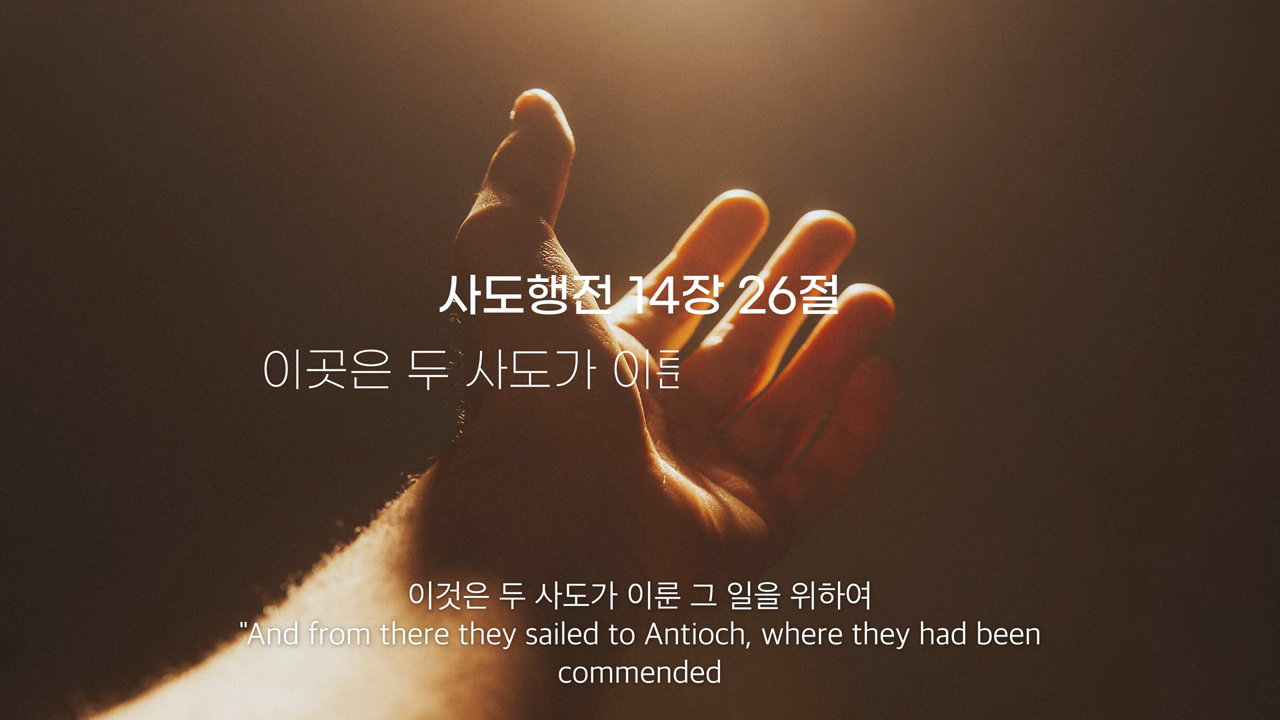 사도행전 14장 26절
이곳은 두 사도가 이룬
이것은 두 사도가 이룬 그 일을 위하여
"And from there they sailed to Antioch, where they had been
commended